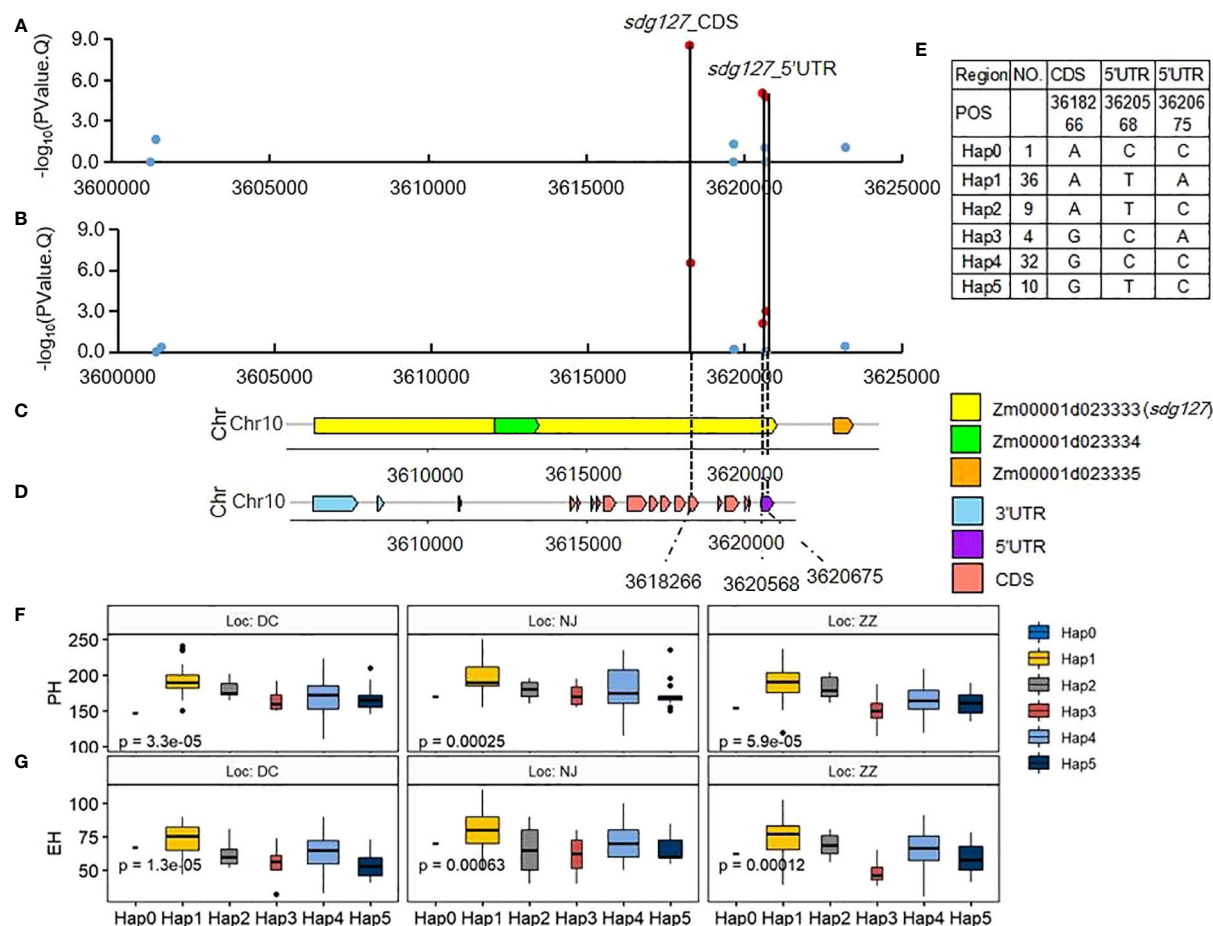 A
sdg127_CDS
sdg127_5'UTR
-log10(PValue.Q)
9.0
6.0
3.0
0.0
3600000 3605000 3610000 3615000 3620000 3625000
B
-log10(PValue.Q)
9.0
6.0
3.0
0.0
3600000 3605000 3610000 3615000 3620000 3625000
C
Chr
Chr10
3610000 3615000 3620000
D
Chr
Chr10
3610000 3615000 3620000
3618266 3620568 3620675
E
Region NO. CDS 5'UTR 5'UTR
POS 3618266 3620568 3620675
Hap0 1 A C C
Hap1 36 A T A
Hap2 9 A T C
Hap3 4 G C A
Hap4 32 G C C
Hap5 10 G T C
Zm00001d023333(sdg127)
Zm00001d023334
Zm00001d023335
3'UTR
5'UTR
CDS
F
Loc: DC Loc: NJ Loc: ZZ
PH
250
200
150
100
p = 3.3e-05 p = 0.00025 p = 5.9e-05
Hap0
Hap1
Hap2
Hap3
Hap4
Hap5
G
Loc: DC Loc: NJ Loc: ZZ
EH
100
75
50
p = 1.3e-05 p = 0.00063 p = 0.00012
Hap0 Hap1 Hap2 Hap3 Hap4 Hap5 Hap0 Hap1 Hap2 Hap3 Hap4 Hap5 Hap0 Hap1 Hap2 Hap3 Hap4 Hap5